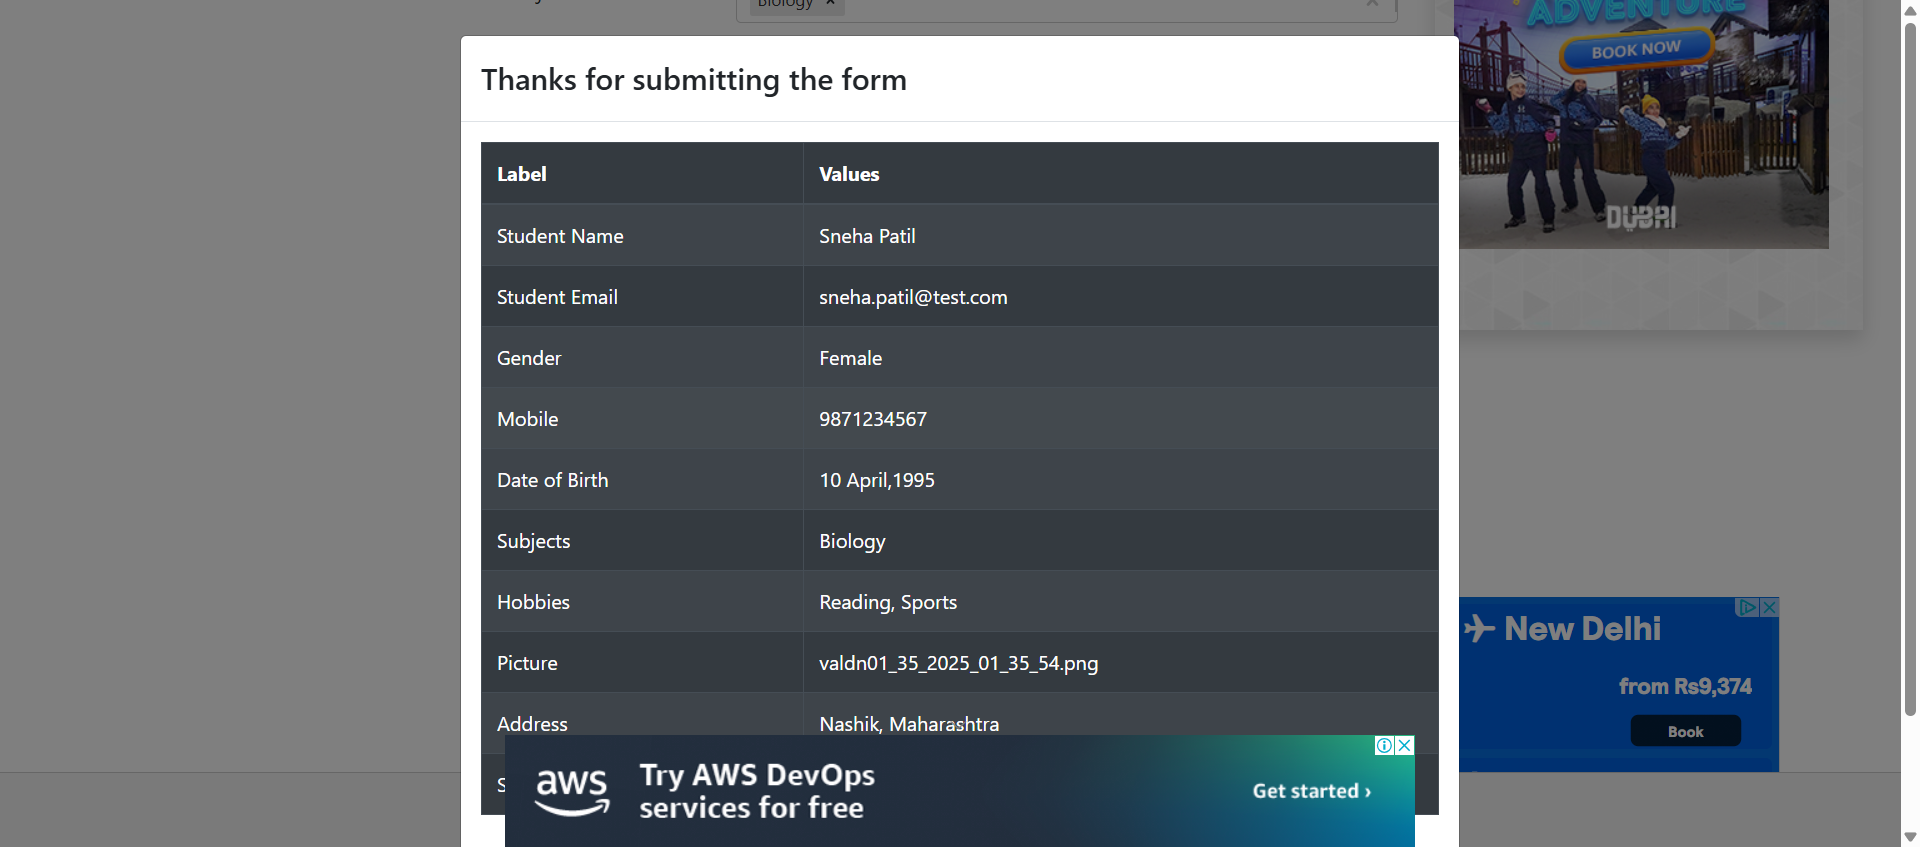 Biology ×
ADVENTURE
BOOK NOW
DUBAI
Thanks for submitting the form
Label Values
Student Name Sneha Patil
Student Email sneha.patil@test.com
Gender Female
Mobile 9871234567
Date of Birth 10 April,1995
Subjects Biology
Hobbies Reading, Sports
Picture valdn01_35_2025_01_35_54.png
Address Nashik, Maharashtra
S
aws
Try AWS DevOps
services for free
Get started ›
New Delhi
from Rs9,374
Book